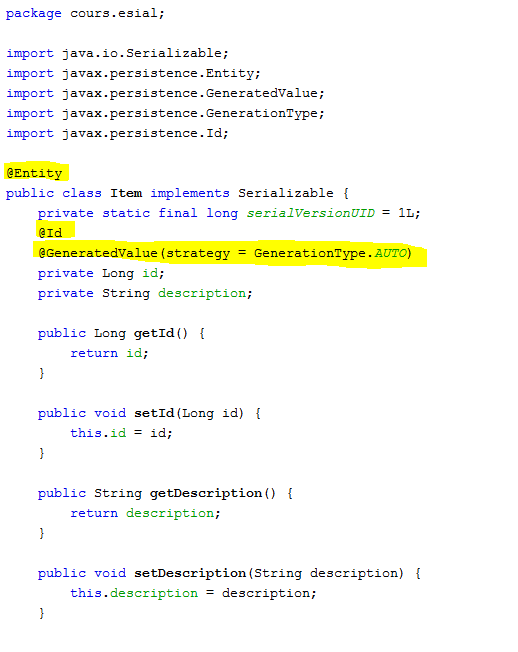 package cours.esial;
import java.io.Serializable;
import javax.persistence.Entity;
import javax.persistence.GeneratedValue;
import javax.persistence.GenerationType;
import javax.persistence.Id;
@Entity
public class Item implements Serializable {
private static final long serialVersionUID = 1L;
@Id
@GeneratedValue(strategy = GenerationType.AUTO)
private Long id;
private String description;
public Long getId() {
return id;
}
public void setId(Long id) {
this.id = id;
}
public String getDescription() {
return description;
}
public void setDescription(String description) {
this.description = description;
}